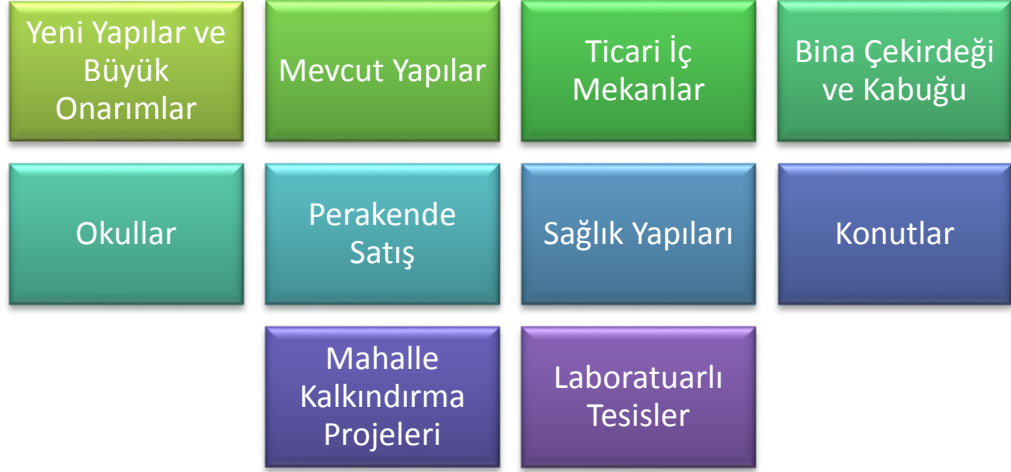 Yeni Yapılar ve
Büyük
Onarımlar
Mevcut Yapılar
Ticari İç
Mekanlar
Bina Çekirdeği
ve Kabuğu
Okullar
Perakende
Satış
Sağlık Yapıları
Konutlar
Mahalle
Kalkındırma
Projeleri
Laboratuarlı
Tesisler